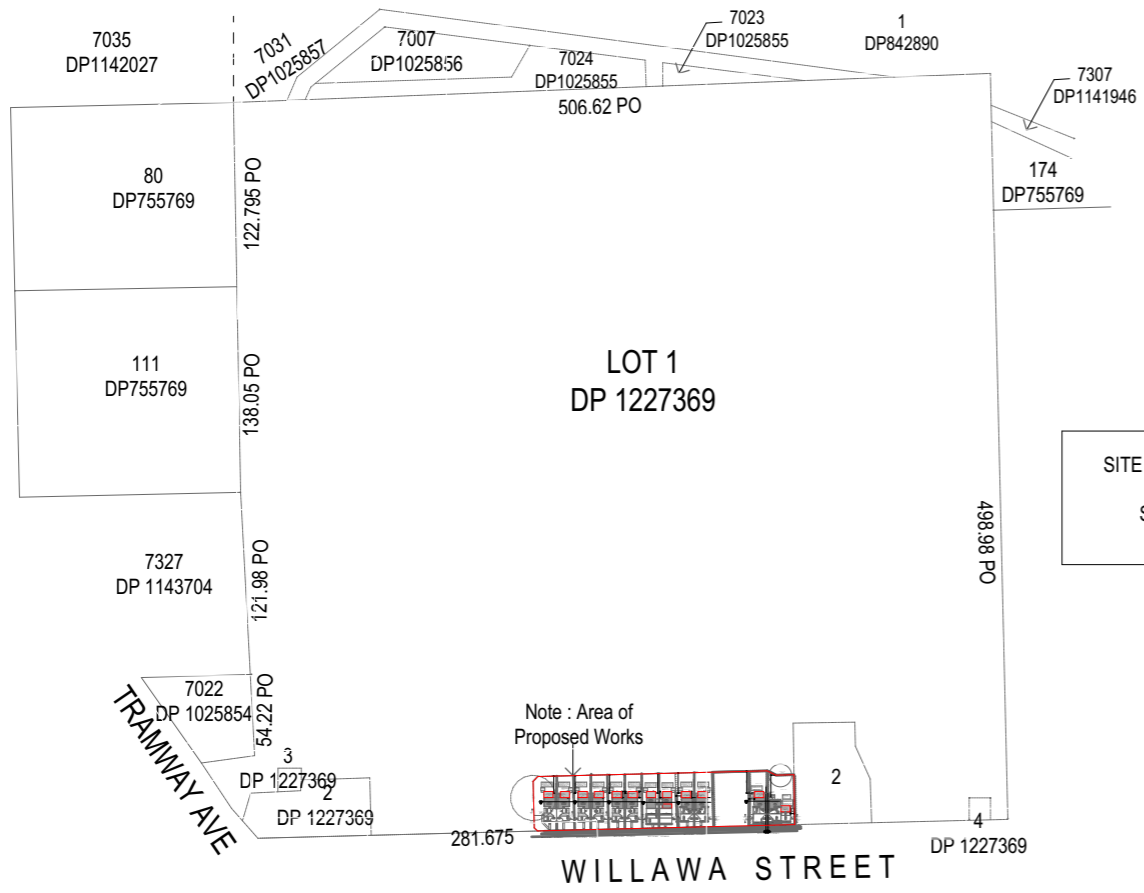 7035
DP1142027
7031
DP1025857
7007
DP1025856
7024
DP1025855
7023
DP1025855
1
DP842890
7307
DP1141946
174
DP755769
506.62 PO
80
DP755769
122.795 PO
111
DP755769
138.05 PO
LOT 1
DP 1227369
SITE
498.98 PO
7327
DP 1143704
121.98 PO
7022
DP 1025854
54.22 PO
TRAMWAY AVE
3
DP 1227369
2
DP 1227369
Note : Area of
Proposed Works
2
4
DP 1227369
281.675
WILLAWA STREET